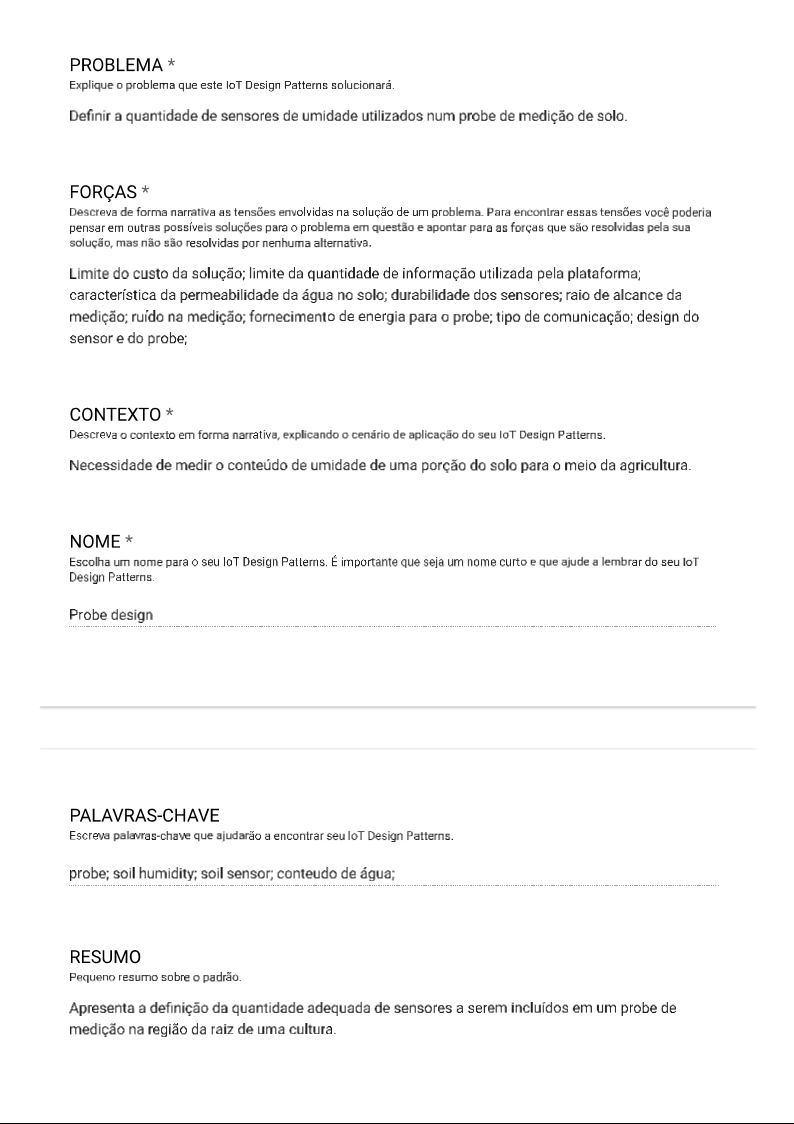 PROBLEMA *
Explique o problema que este IoT Design Patterns solucionará.
Definir a quantidade de sensores de umidade utilizados num probe de medição de solo.
FORÇAS *
Descreva de forma narrativa as tensões envolvidas na solução de um problema. Para encontrar essas tensões você poderia
pensar em outras possíveis soluções para o problema em questão e apontar para as forças que são resolvidas pela sua
solução, mas não são resolvidas por nenhuma alternativa.
Limite do custo da solução; limite da quantidade de informação utilizada pela plataforma;
característica da permeabilidade da água no solo; durabilidade dos sensores; raio de alcance da
medição; ruído na medição; fornecimento de energia para o probe; tipo de comunicação; design do
sensor e do probe;
CONTEXTO *
Descreva o contexto em forma narrativa, explicando o cenário de aplicação do seu IoT Design Patterns.
Necessidade de medir o conteúdo de umidade de uma porção do solo para o meio da agricultura.
NOME *
Escolha um nome para o seu IoT Design Patterns. É importante que seja um nome curto e que ajude a lembrar do seu IoT
Design Patterns.
Probe design
PALAVRAS-CHAVE
Escreva palavras-chave que ajudarão a encontrar seu IoT Design Patterns.
probe; soil humidity; soil sensor; conteudo de água;
RESUMO
Pequeno resumo sobre o padrão.
Apresenta a definição da quantidade adequada de sensores a serem incluídos em um probe de
medição na região da raiz de uma cultura.